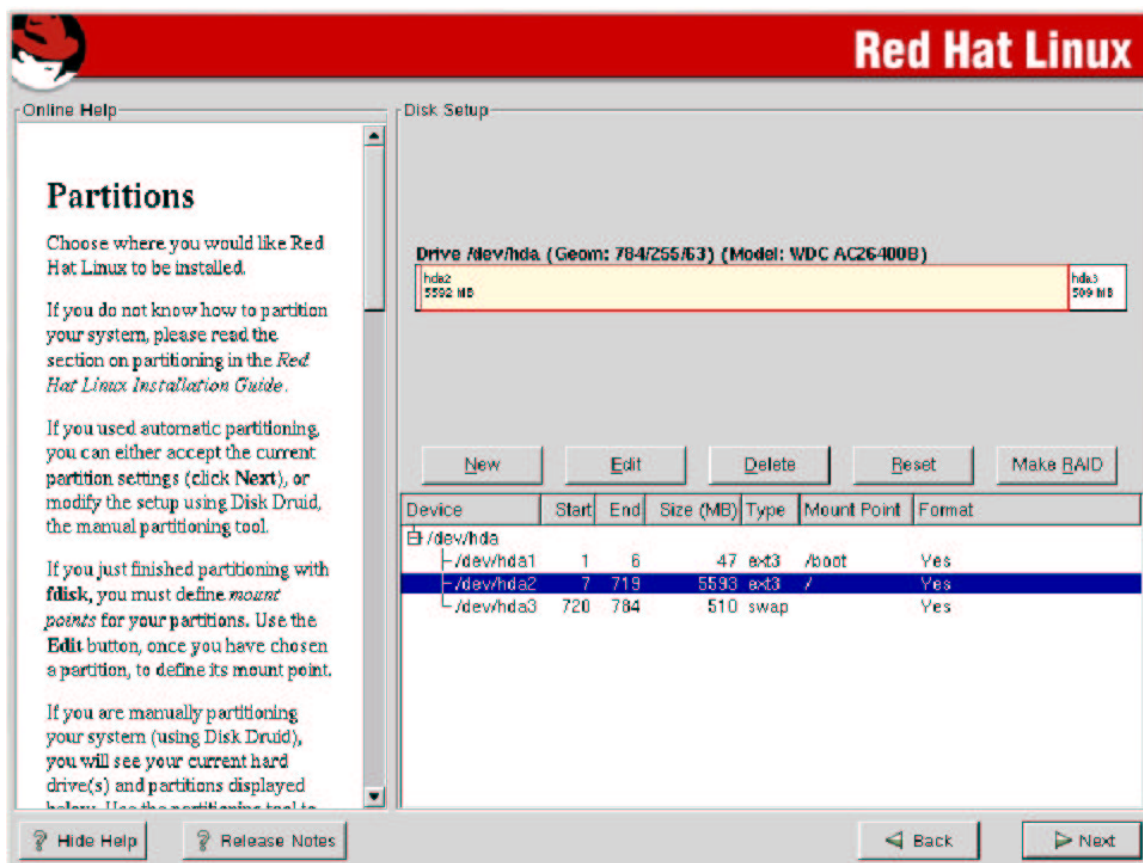 Red Hat Linux
Online Help
Partitions
Choose where you would like Red
Hat Linux to be installed.
If you do not know how to partition
your system, please read the
section on partitioning in the Red
Hat Linux Installation Guide.
If you used automatic partitioning,
you can either accept the current
partition settings (click Next), or
modify the setup using Disk Druid,
the manual partitioning tool.
If you just finished partitioning with
fdisk, you must define mount
points for your partitions. Use the
Edit button, once you have chosen
a partition, to define its mount point.
If you are manually partitioning
your system (using Disk Druid),
you will see your current hard
drive(s) and partitions displayed
below. Use the partitioning tool to
Disk Setup
Drive /dev/hda (Geom: 784/255/63) (Model: WDC AC26400B)
hda2
5592 MB
hda3
509 MB
New Edit Delete Reset Make RAID
Device Start End Size (MB) Type Mount Point Format
/dev/hda
/dev/hda1 1 6 47 ext3 /boot Yes
/dev/hda2 7 719 5593 ext3 / Yes
/dev/hda3 720 784 510 swap Yes
Hide Help Release Notes Back Next